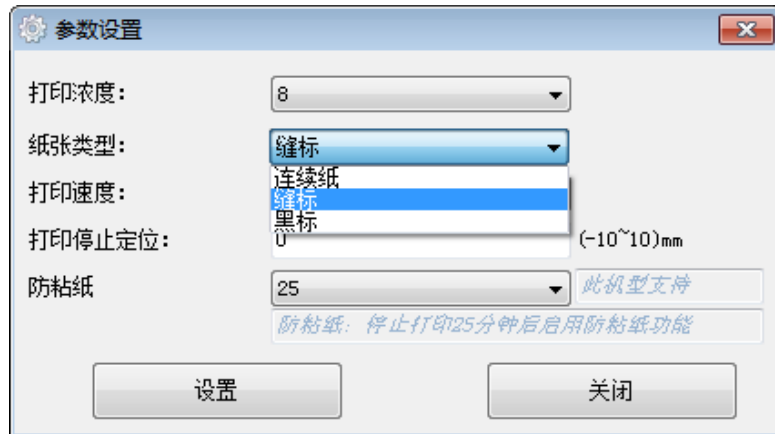 参数设置
打印浓度: 8
纸张类型: 缝标
连续纸
打印速度: 缝标
黑标
打印停止定位: 0 (-10~10)mm
防粘纸 25 此机型支持
防粘纸: 停止打印25分钟后启用防粘纸功能
设置 关闭